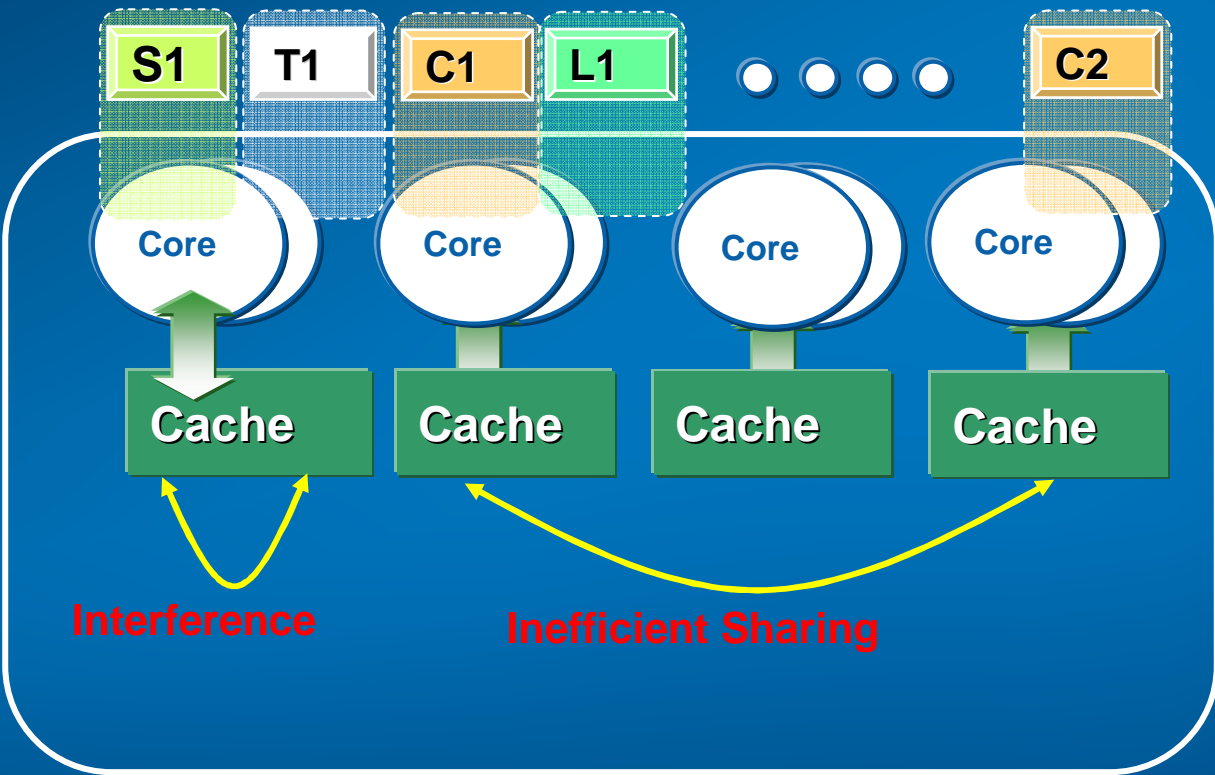 S1
T1
C1
L1
C2
Core
Core
Core
Core
Cache
Cache
Cache
Cache
Interference
Inefficient Sharing